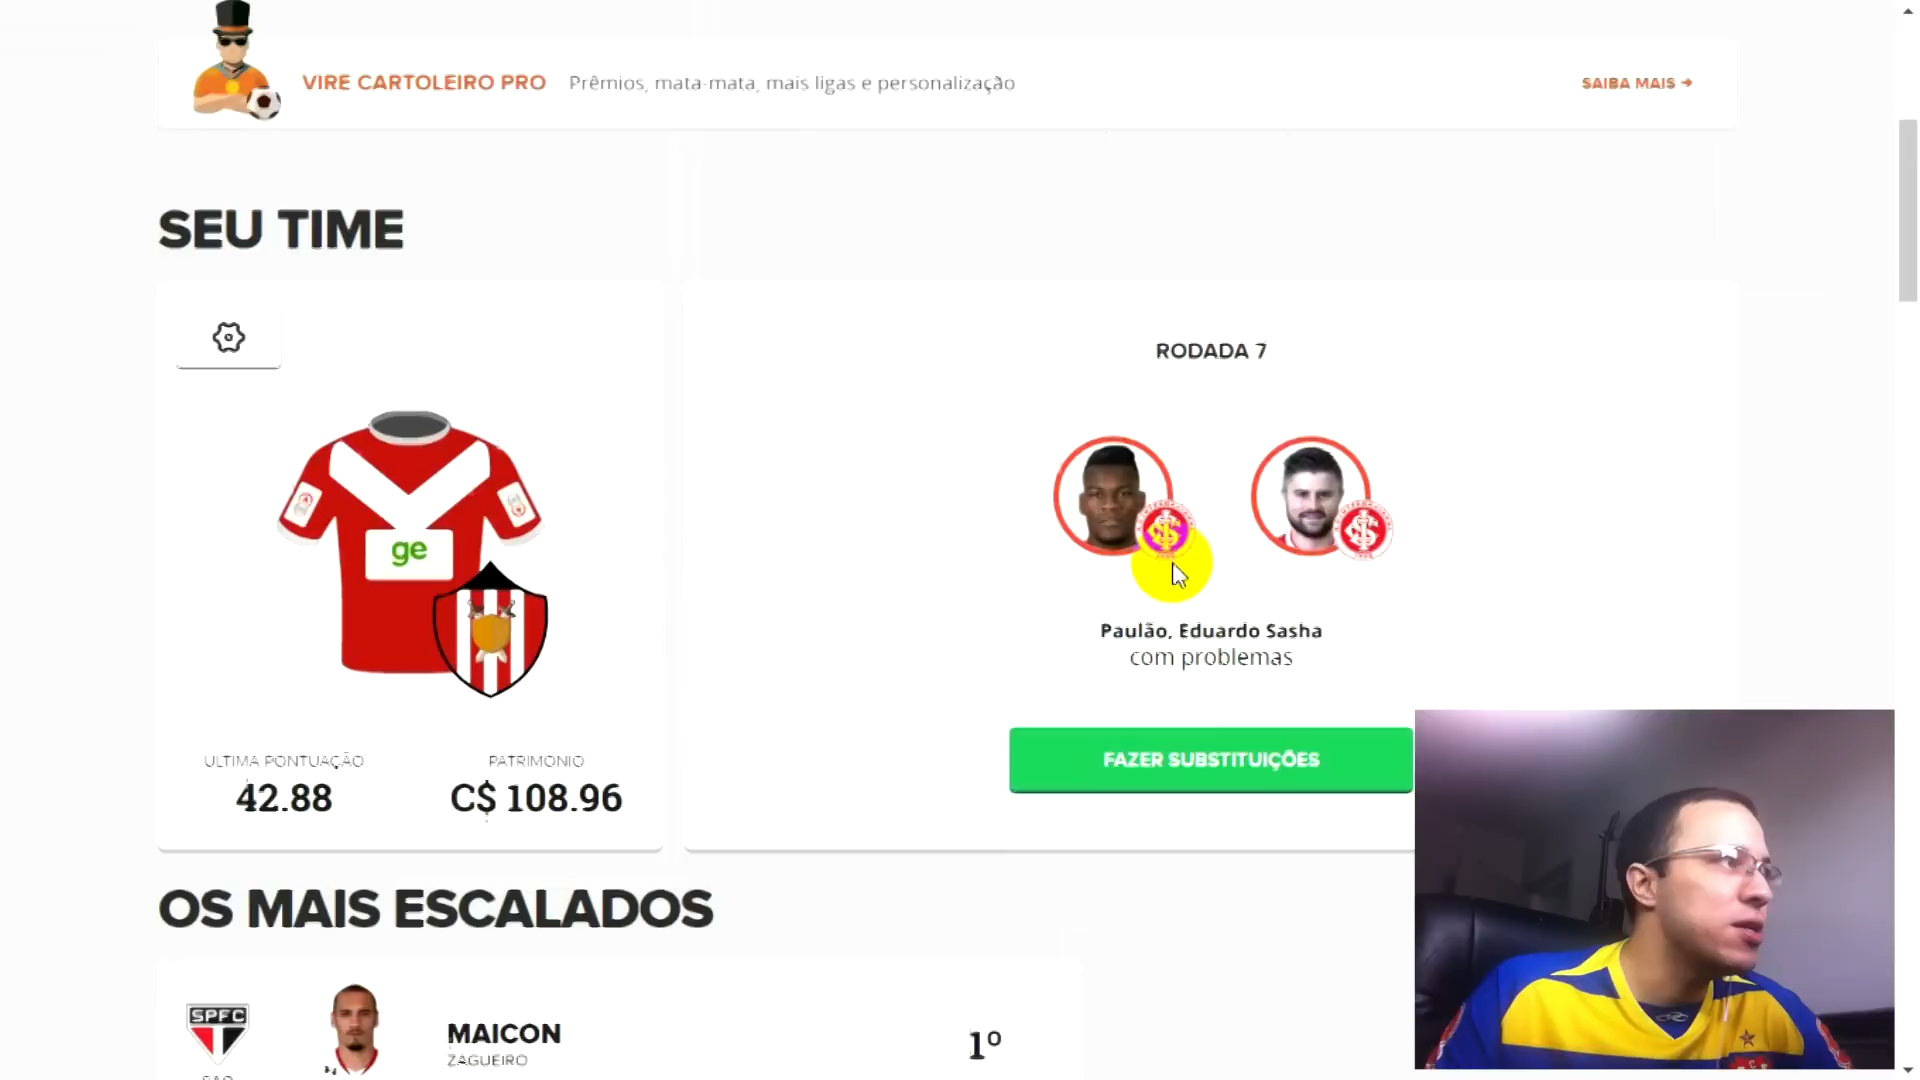 VIRE CARTOLEIRO PRO Prêmios, mata-mata, mais ligas e personalização SAIBA MAIS →
SEU TIME
RODADA 7
ge
Paulão, Eduardo Sasha
com problemas
FAZER SUBSTITUIÇÕES
ULTIMA PONTUAÇÃO PATRIMONIO
42.88 C$ 108.96
OS MAIS ESCALADOS
SPFC
MAICON
ZAGUEIRO
1º